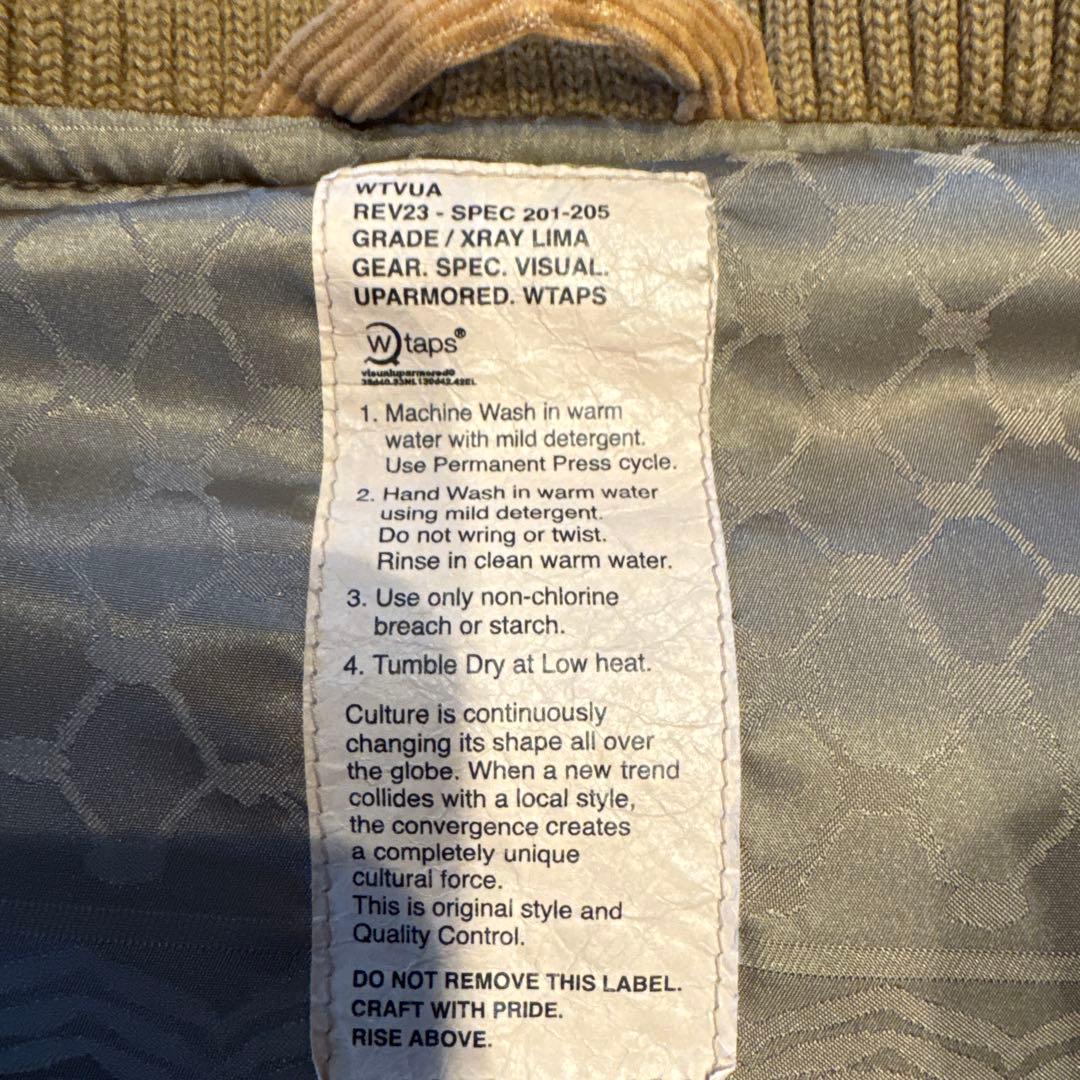 WTVUA
REV23 - SPEC 201-205
GRADE / XRAY LIMA
GEAR. SPEC. VISUAL.
UPARMORED. WTAPS
Wtaps®
visualuparmored®
1. Machine Wash in warm
water with mild detergent.
Use Permanent Press cycle.
2. Hand Wash in warm water
using mild detergent.
Do not wring or twist.
Rinse in clean warm water.
3. Use only non-chlorine
breach or starch.
4. Tumble Dry at Low heat.
Culture is continuously
changing its shape all over
the globe. When a new trend
collides with a local style,
the convergence creates
a completely unique
cultural force.
This is original style and
Quality Control.
DO NOT REMOVE THIS LABEL.
CRAFT WITH PRIDE.
RISE ABOVE.